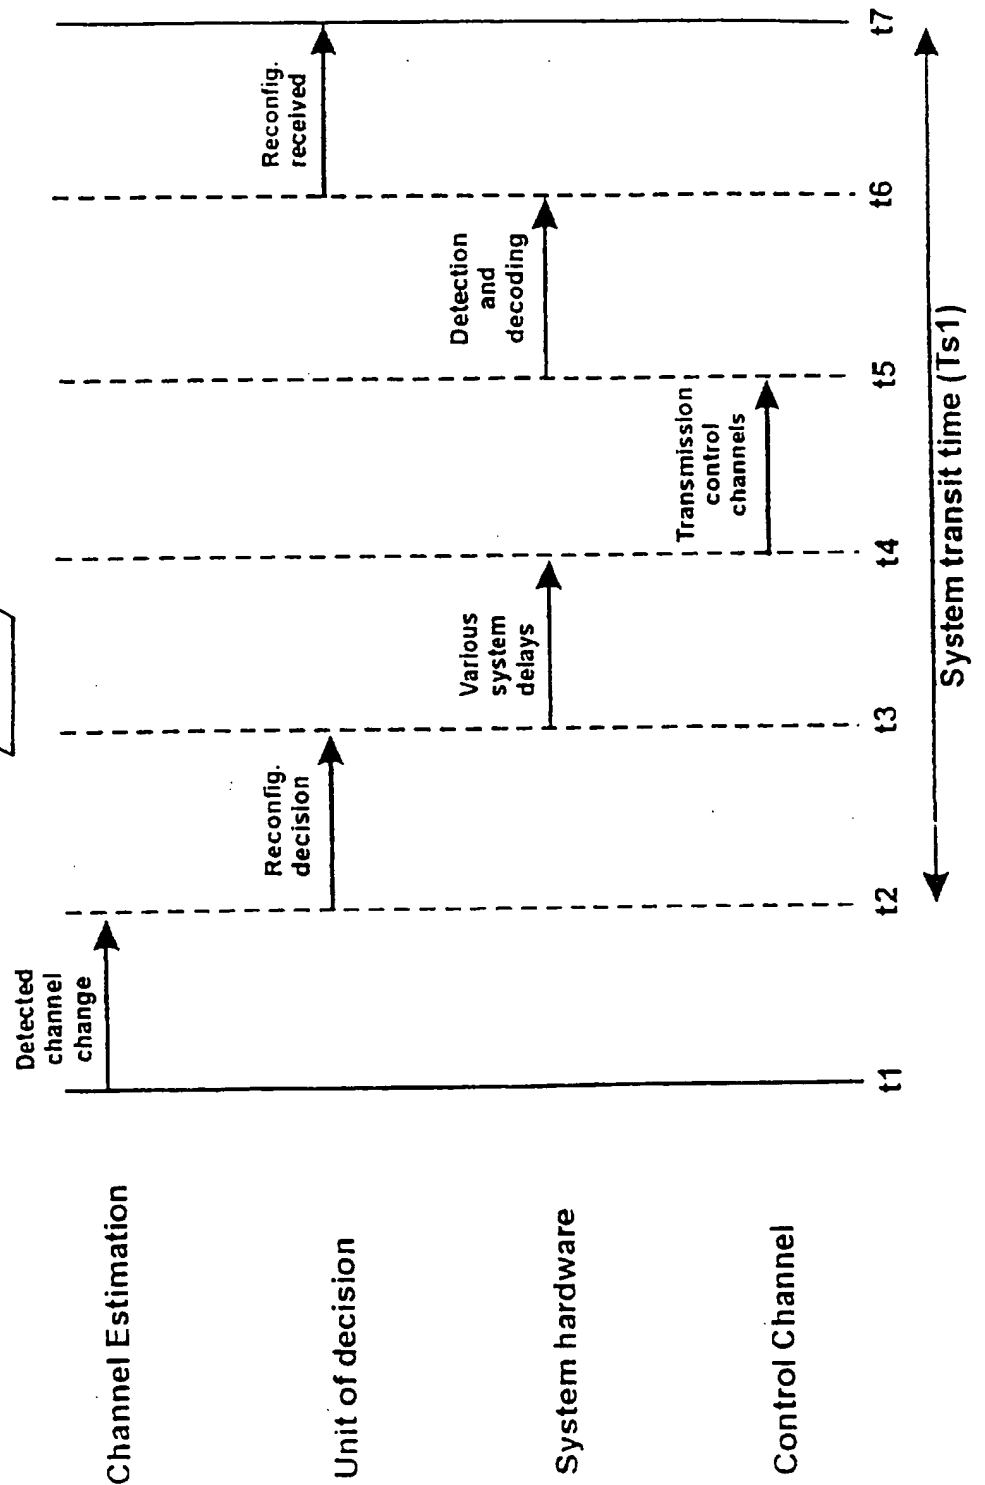 Channel Estimation
Detected
channel
change
Unit of decision
Reconfig.
decision
Reconfig.
received
System hardware
Various
system
delays
Detection
and
decoding
Control Channel
Transmission
control
channels
t1
t2
t3
t4
t5
t6
t7
System transit time (Ts1)